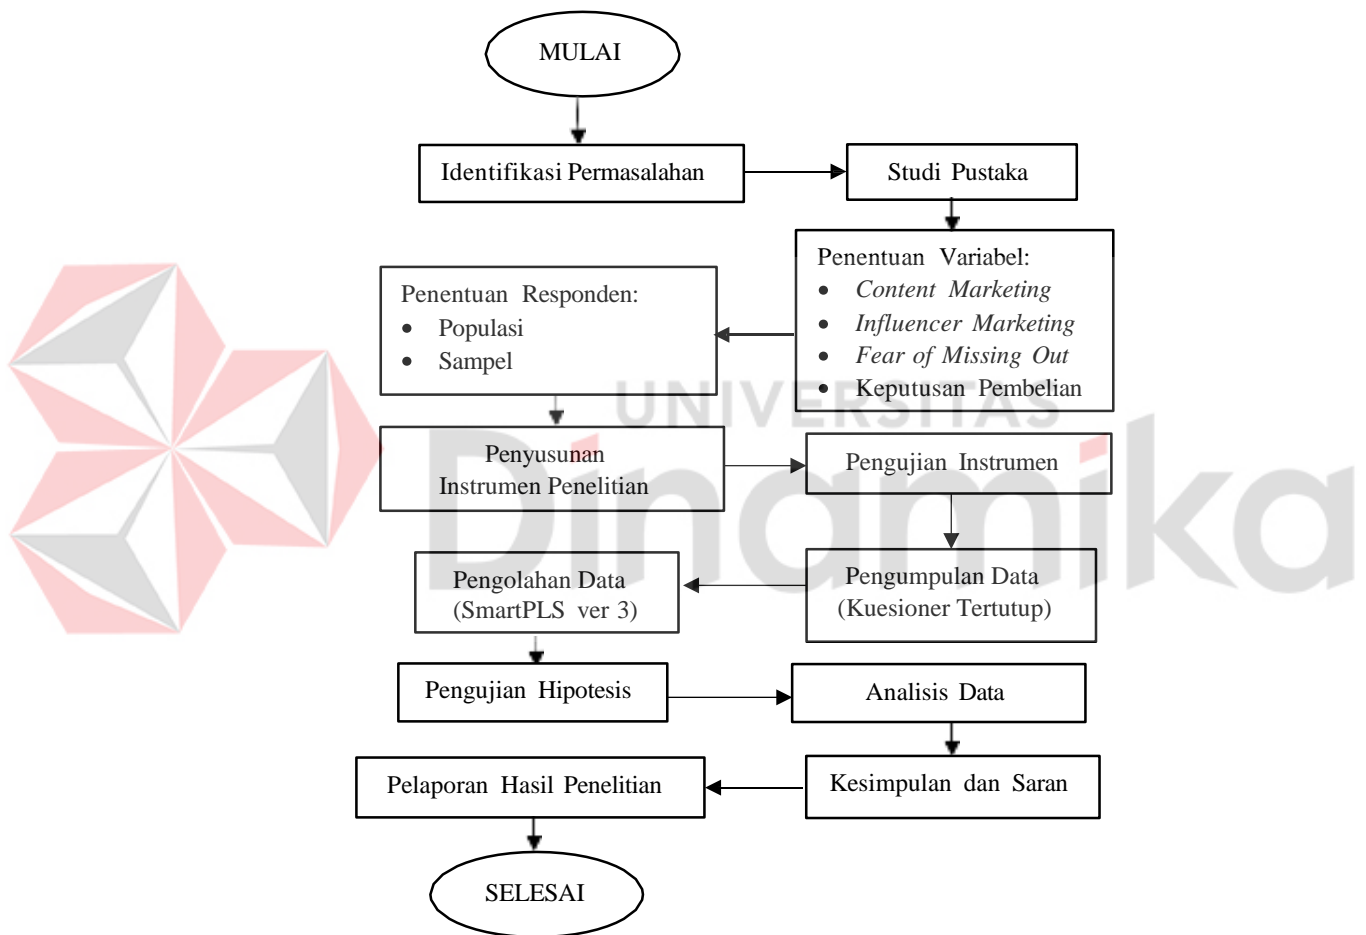 MULAI
Identifikasi Permasalahan
Studi Pustaka
Penentuan Variabel:
• Content Marketing
• Influencer Marketing
• Fear of Missing Out
• Keputusan Pembelian
Penentuan Responden:
• Populasi
• Sampel
UNIVERSITAS
Dinamika
Penyusunan
Instrumen Penelitian
Pengujian Instrumen
Pengumpulan Data
(Kuesioner Tertutup)
Pengolahan Data
(SmartPLS ver 3)
Pengujian Hipotesis
Analisis Data
Kesimpulan dan Saran
Pelaporan Hasil Penelitian
SELESAI